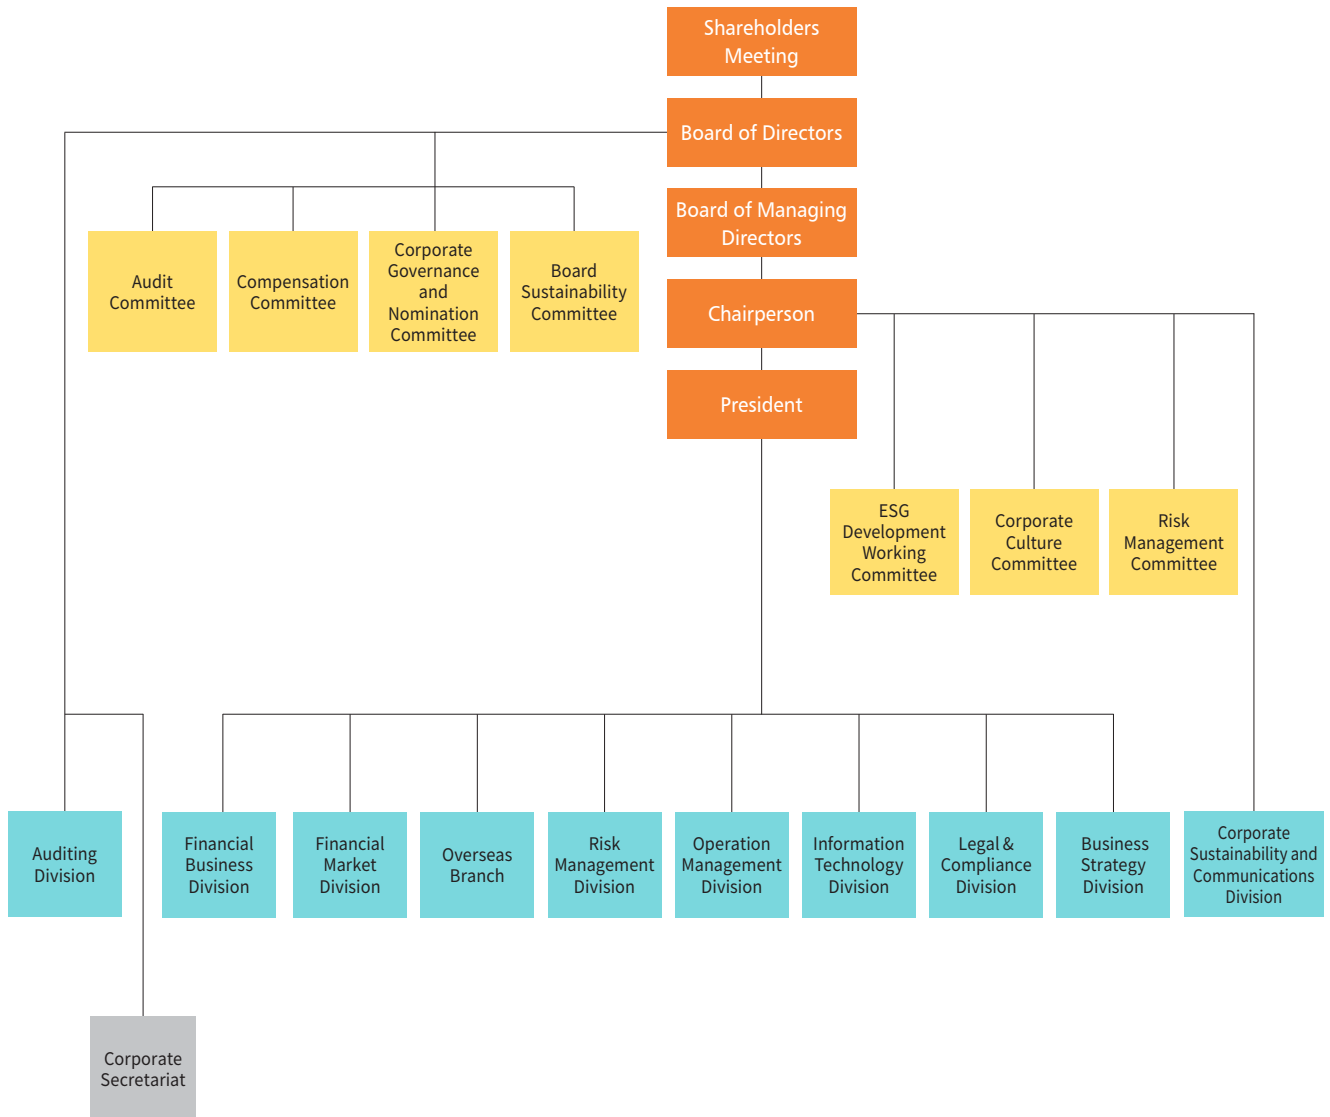 Shareholders
Meeting
Board of Directors
Board of Managing
Directors
Chairperson
President
Audit
Committee
Compensation
Committee
Corporate
Governance
and
Nomination
Committee
Board
Sustainability
Committee
ESG
Development
Working
Committee
Corporate
Culture
Committee
Risk
Management
Committee
Auditing
Division
Financial
Business
Division
Financial
Market
Division
Overseas
Branch
Risk
Management
Division
Operation
Management
Division
Information
Technology
Division
Legal &
Compliance
Division
Business
Strategy
Division
Corporate
Sustainability and
Communications
Division
Corporate
Secretariat